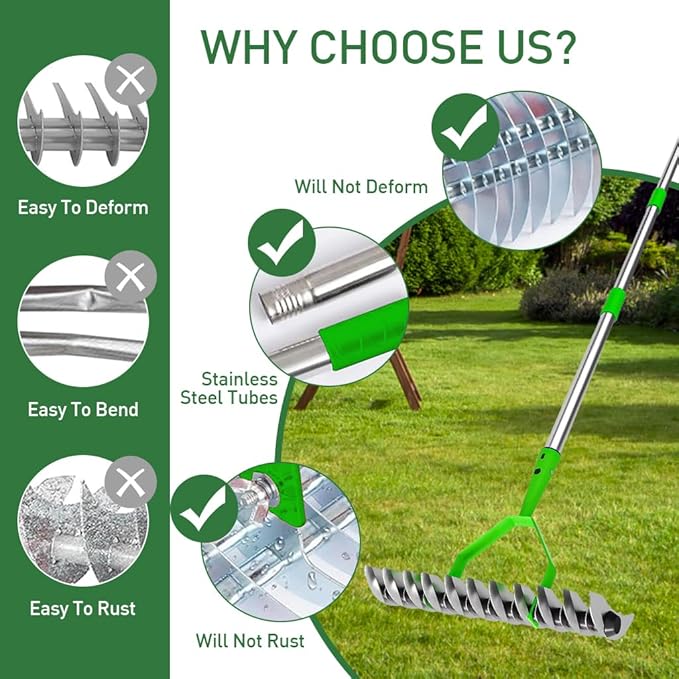 WHY CHOOSE US?
Easy To Deform
Easy To Bend
Easy To Rust
Will Not Deform
Stainless
Steel Tubes
Will Not Rust